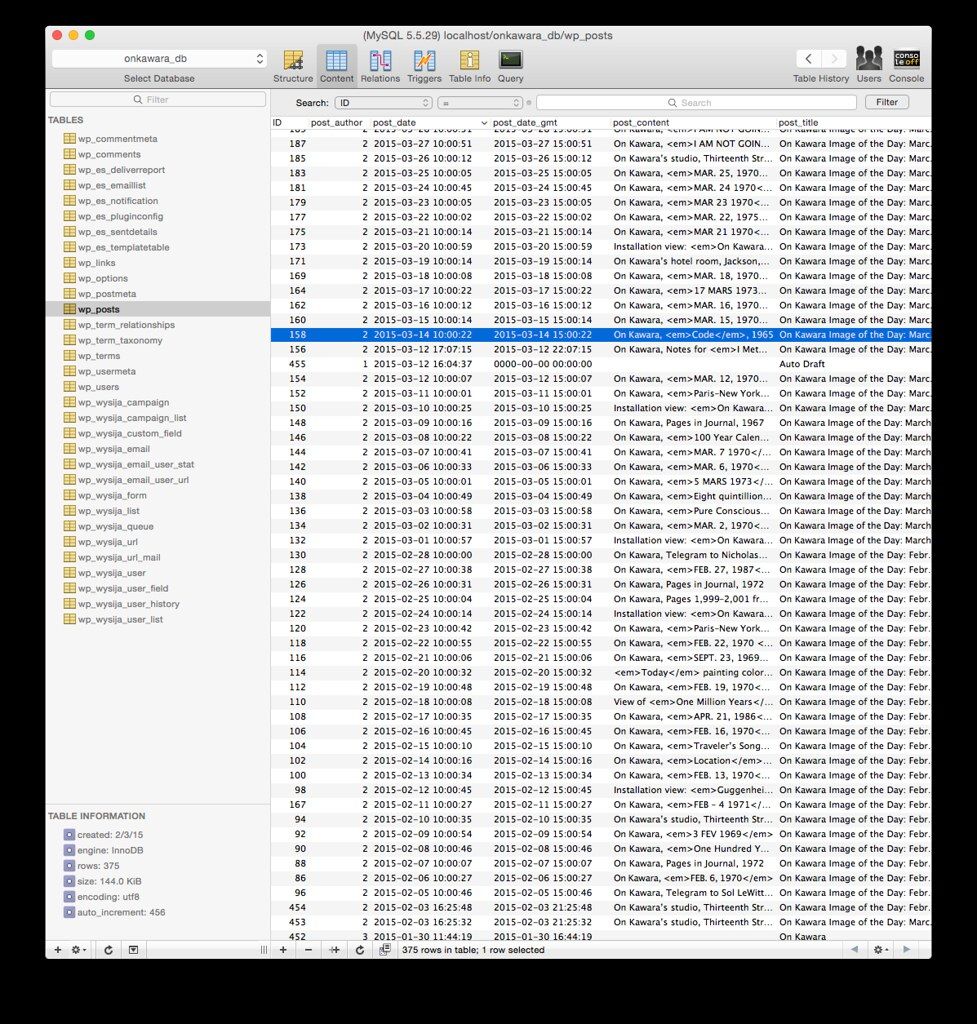 (MySQL 5.5.29) localhost/onkawara_db/wp_posts
onkawara_db
Select Database
Structure Content Relations Triggers Table Info Query
Table History Users Console
conso
le off
Filter
Search: ID = Search Filter
TABLES
wp_commentmeta
wp_comments
wp_es_deliverreport
wp_es_emaillist
wp_es_notification
wp_es_pluginconfig
wp_es_sentdetails
wp_es_templatetable
wp_links
wp_options
wp_postmeta
wp_posts
wp_term_relationships
wp_term_taxonomy
wp_terms
wp_usermeta
wp_users
wp_wysija_campaign
wp_wysija_campaign_list
wp_wysija_custom_field
wp_wysija_email
wp_wysija_email_user_stat
wp_wysija_email_user_url
wp_wysija_form
wp_wysija_list
wp_wysija_queue
wp_wysija_url
wp_wysija_url_mail
wp_wysija_user
wp_wysija_user_field
wp_wysija_user_history
wp_wysija_user_list
TABLE INFORMATION
created: 2/3/15
engine: InnoDB
rows: 375
size: 144.0 KiB
encoding: utf8
auto_increment: 456
ID post_author post_date post_date_gmt post_content post_title
187 2 2015-03-27 10:00:51 2015-03-27 15:00:51 On Kawara, <em>I AM NOT GOIN... On Kawara Image of the Day: Marc.
185 2 2015-03-26 10:00:12 2015-03-26 15:00:12 On Kawara's studio, Thirteenth Str... On Kawara Image of the Day: Marc.
183 2 2015-03-25 10:00:05 2015-03-25 15:00:05 On Kawara, <em>MAR. 25, 1970... On Kawara Image of the Day: Marc.
181 2 2015-03-24 10:00:45 2015-03-24 15:00:45 On Kawara, <em>MAR. 24 1970<... On Kawara Image of the Day: Marc.
179 2 2015-03-23 10:00:05 2015-03-23 15:00:05 On Kawara, <em>MAR 23 1970<... On Kawara Image of the Day: Marc.
177 2 2015-03-22 10:00:02 2015-03-22 15:00:02 On Kawara, <em>MAR. 22, 1975... On Kawara Image of the Day: Marc.
175 2 2015-03-21 10:00:14 2015-03-21 15:00:14 On Kawara, <em>MAR 21 1970<... On Kawara Image of the Day: Marc.
173 2 2015-03-20 10:00:59 2015-03-20 15:00:59 Installation view: <em>On Kawara... On Kawara Image of the Day: Marc.
171 2 2015-03-19 10:00:14 2015-03-19 15:00:14 On Kawara's hotel room, Jackson,... On Kawara Image of the Day: Marc.
169 2 2015-03-18 10:00:08 2015-03-18 15:00:08 On Kawara, <em>MAR. 18, 1970... On Kawara Image of the Day: Marc.
164 2 2015-03-17 10:00:22 2015-03-17 15:00:22 On Kawara, <em>17 MARS 1973... On Kawara Image of the Day: Marc.
162 2 2015-03-16 10:00:12 2015-03-16 15:00:12 On Kawara, <em>MAR. 16, 1970... On Kawara Image of the Day: Marc.
160 2 2015-03-15 10:00:14 2015-03-15 15:00:14 On Kawara, <em>MAR. 15, 1970... On Kawara Image of the Day: Marc.
158 2 2015-03-14 10:00:22 2015-03-14 15:00:22 On Kawara, <em>Code</em>, 1965 On Kawara Image of the Day: Marc.
156 2 2015-03-12 17:07:15 2015-03-12 22:07:15 On Kawara, Notes for <em>I Met... On Kawara Image of the Day: Marc.
455 1 2015-03-12 16:04:37 0000-00-00 00:00:00 Auto Draft
154 2 2015-03-12 10:00:07 2015-03-12 15:00:07 On Kawara, <em>MAR. 12, 1970... On Kawara Image of the Day: Marc.
152 2 2015-03-11 10:00:01 2015-03-11 15:00:01 On Kawara, <em>Paris-New York... On Kawara Image of the Day: Marc.
150 2 2015-03-10 10:00:25 2015-03-10 15:00:25 Installation view: <em>On Kawara... On Kawara Image of the Day: Marc.
148 2 2015-03-09 10:00:16 2015-03-09 15:00:16 On Kawara, Pages in Journal, 1967 On Kawara Image of the Day: March
146 2 2015-03-08 10:00:22 2015-03-08 15:00:22 On Kawara, <em>100 Year Calen... On Kawara Image of the Day: March
144 2 2015-03-07 10:00:41 2015-03-07 15:00:41 On Kawara, <em>MAR. 7 1970</... On Kawara Image of the Day: March
142 2 2015-03-06 10:00:33 2015-03-06 15:00:33 On Kawara, <em>MAR. 6, 1970<... On Kawara Image of the Day: March
140 2 2015-03-05 10:00:01 2015-03-05 15:00:01 On Kawara, <em>5 MARS 1973</... On Kawara Image of the Day: March
138 2 2015-03-04 10:00:49 2015-03-04 15:00:49 On Kawara, <em>Eight quintillion... On Kawara Image of the Day: March
136 2 2015-03-03 10:00:58 2015-03-03 15:00:58 On Kawara, <em>Pure Conscious... On Kawara Image of the Day: March
134 2 2015-03-02 10:00:31 2015-03-02 15:00:31 On Kawara, <em>MAR. 2, 1970<... On Kawara Image of the Day: March
132 2 2015-03-01 10:00:57 2015-03-01 15:00:57 Installation view: <em>On Kawara... On Kawara Image of the Day: March
130 2 2015-02-28 10:00:00 2015-02-28 15:00:00 On Kawara, Telegram to Nicholas... On Kawara Image of the Day: Febr.
128 2 2015-02-27 10:00:38 2015-02-27 15:00:38 On Kawara, <em>FEB. 27, 1987<... On Kawara Image of the Day: Febr.
126 2 2015-02-26 10:00:31 2015-02-26 15:00:31 On Kawara, Pages in Journal, 1972 On Kawara Image of the Day: Febr.
124 2 2015-02-25 10:00:04 2015-02-25 15:00:04 On Kawara, Pages 1,999-2,001 fr... On Kawara Image of the Day: Febr.
122 2 2015-02-24 10:00:14 2015-02-24 15:00:14 Installation view: <em>On Kawara... On Kawara Image of the Day: Febr.
120 2 2015-02-23 10:00:42 2015-02-23 15:00:42 On Kawara, <em>Paris-New York... On Kawara Image of the Day: Febr.
118 2 2015-02-22 10:00:55 2015-02-22 15:00:55 On Kawara, <em>FEB. 22, 1970 <... On Kawara Image of the Day: Febr.
116 2 2015-02-21 10:00:06 2015-02-21 15:00:06 On Kawara, <em>SEPT. 23, 1969... On Kawara Image of the Day: Febr.
114 2 2015-02-20 10:00:32 2015-02-20 15:00:32 <em>Today</em> painting color... On Kawara Image of the Day: Febr.
112 2 2015-02-19 10:00:48 2015-02-19 15:00:48 On Kawara, <em>FEB. 19, 1970<... On Kawara Image of the Day: Febr.
110 2 2015-02-18 10:00:08 2015-02-18 15:00:08 View of <em>One Million Years</... On Kawara Image of the Day: Febr.
108 2 2015-02-17 10:00:35 2015-02-17 15:00:35 On Kawara, <em>APR. 21, 1986<... On Kawara Image of the Day: Febr.
106 2 2015-02-16 10:00:45 2015-02-16 15:00:45 On Kawara, <em>FEB. 16, 1970<... On Kawara Image of the Day: Febr.
104 2 2015-02-15 10:00:10 2015-02-15 15:00:10 On Kawara, <em>Traveler's Song... On Kawara Image of the Day: Febr.
102 2 2015-02-14 10:00:16 2015-02-14 15:00:16 On Kawara, <em>Location</em>... On Kawara Image of the Day: Febr.
100 2 2015-02-13 10:00:34 2015-02-13 15:00:34 On Kawara, <em>FEB. 13, 1970<... On Kawara Image of the Day: Febr.
98 2 2015-02-12 10:00:45 2015-02-12 15:00:45 Installation view: <em>Guggenhei... On Kawara Image of the Day: Febr.
167 2 2015-02-11 10:00:27 2015-02-11 15:00:27 On Kawara, <em>FEB - 4 1971</... On Kawara Image of the Day: Febr.
94 2 2015-02-10 10:00:35 2015-02-10 15:00:35 On Kawara's studio, Thirteenth Str... On Kawara Image of the Day: Febr.
92 2 2015-02-09 10:00:54 2015-02-09 15:00:54 On Kawara, <em>3 FEV 1969</em> On Kawara Image of the Day: Febr.
90 2 2015-02-08 10:00:46 2015-02-08 15:00:46 On Kawara, <em>One Hundred Y... On Kawara Image of the Day: Febr.
88 2 2015-02-07 10:00:07 2015-02-07 15:00:07 On Kawara, Pages in Journal, 1972 On Kawara Image of the Day: Febr.
86 2 2015-02-06 10:00:27 2015-02-06 15:00:27 On Kawara, <em>FEB. 6, 1970</em> On Kawara Image of the Day: Febr.
96 2 2015-02-05 10:00:46 2015-02-05 15:00:46 On Kawara, Telegram to Sol LeWitt... On Kawara Image of the Day: Febr.
454 2 2015-02-03 16:25:48 2015-02-03 21:25:48 On Kawara's studio, Thirteenth Str... On Kawara Image of the Day: Febr.
453 2 2015-02-03 16:25:32 2015-02-03 21:25:32 On Kawara's studio, Thirteenth Str... On Kawara Image of the Day: Febr.
452 3 2015-01-30 11:44:19 2015-01-30 16:44:19 On Kawara
375 rows in table; 1 row selected